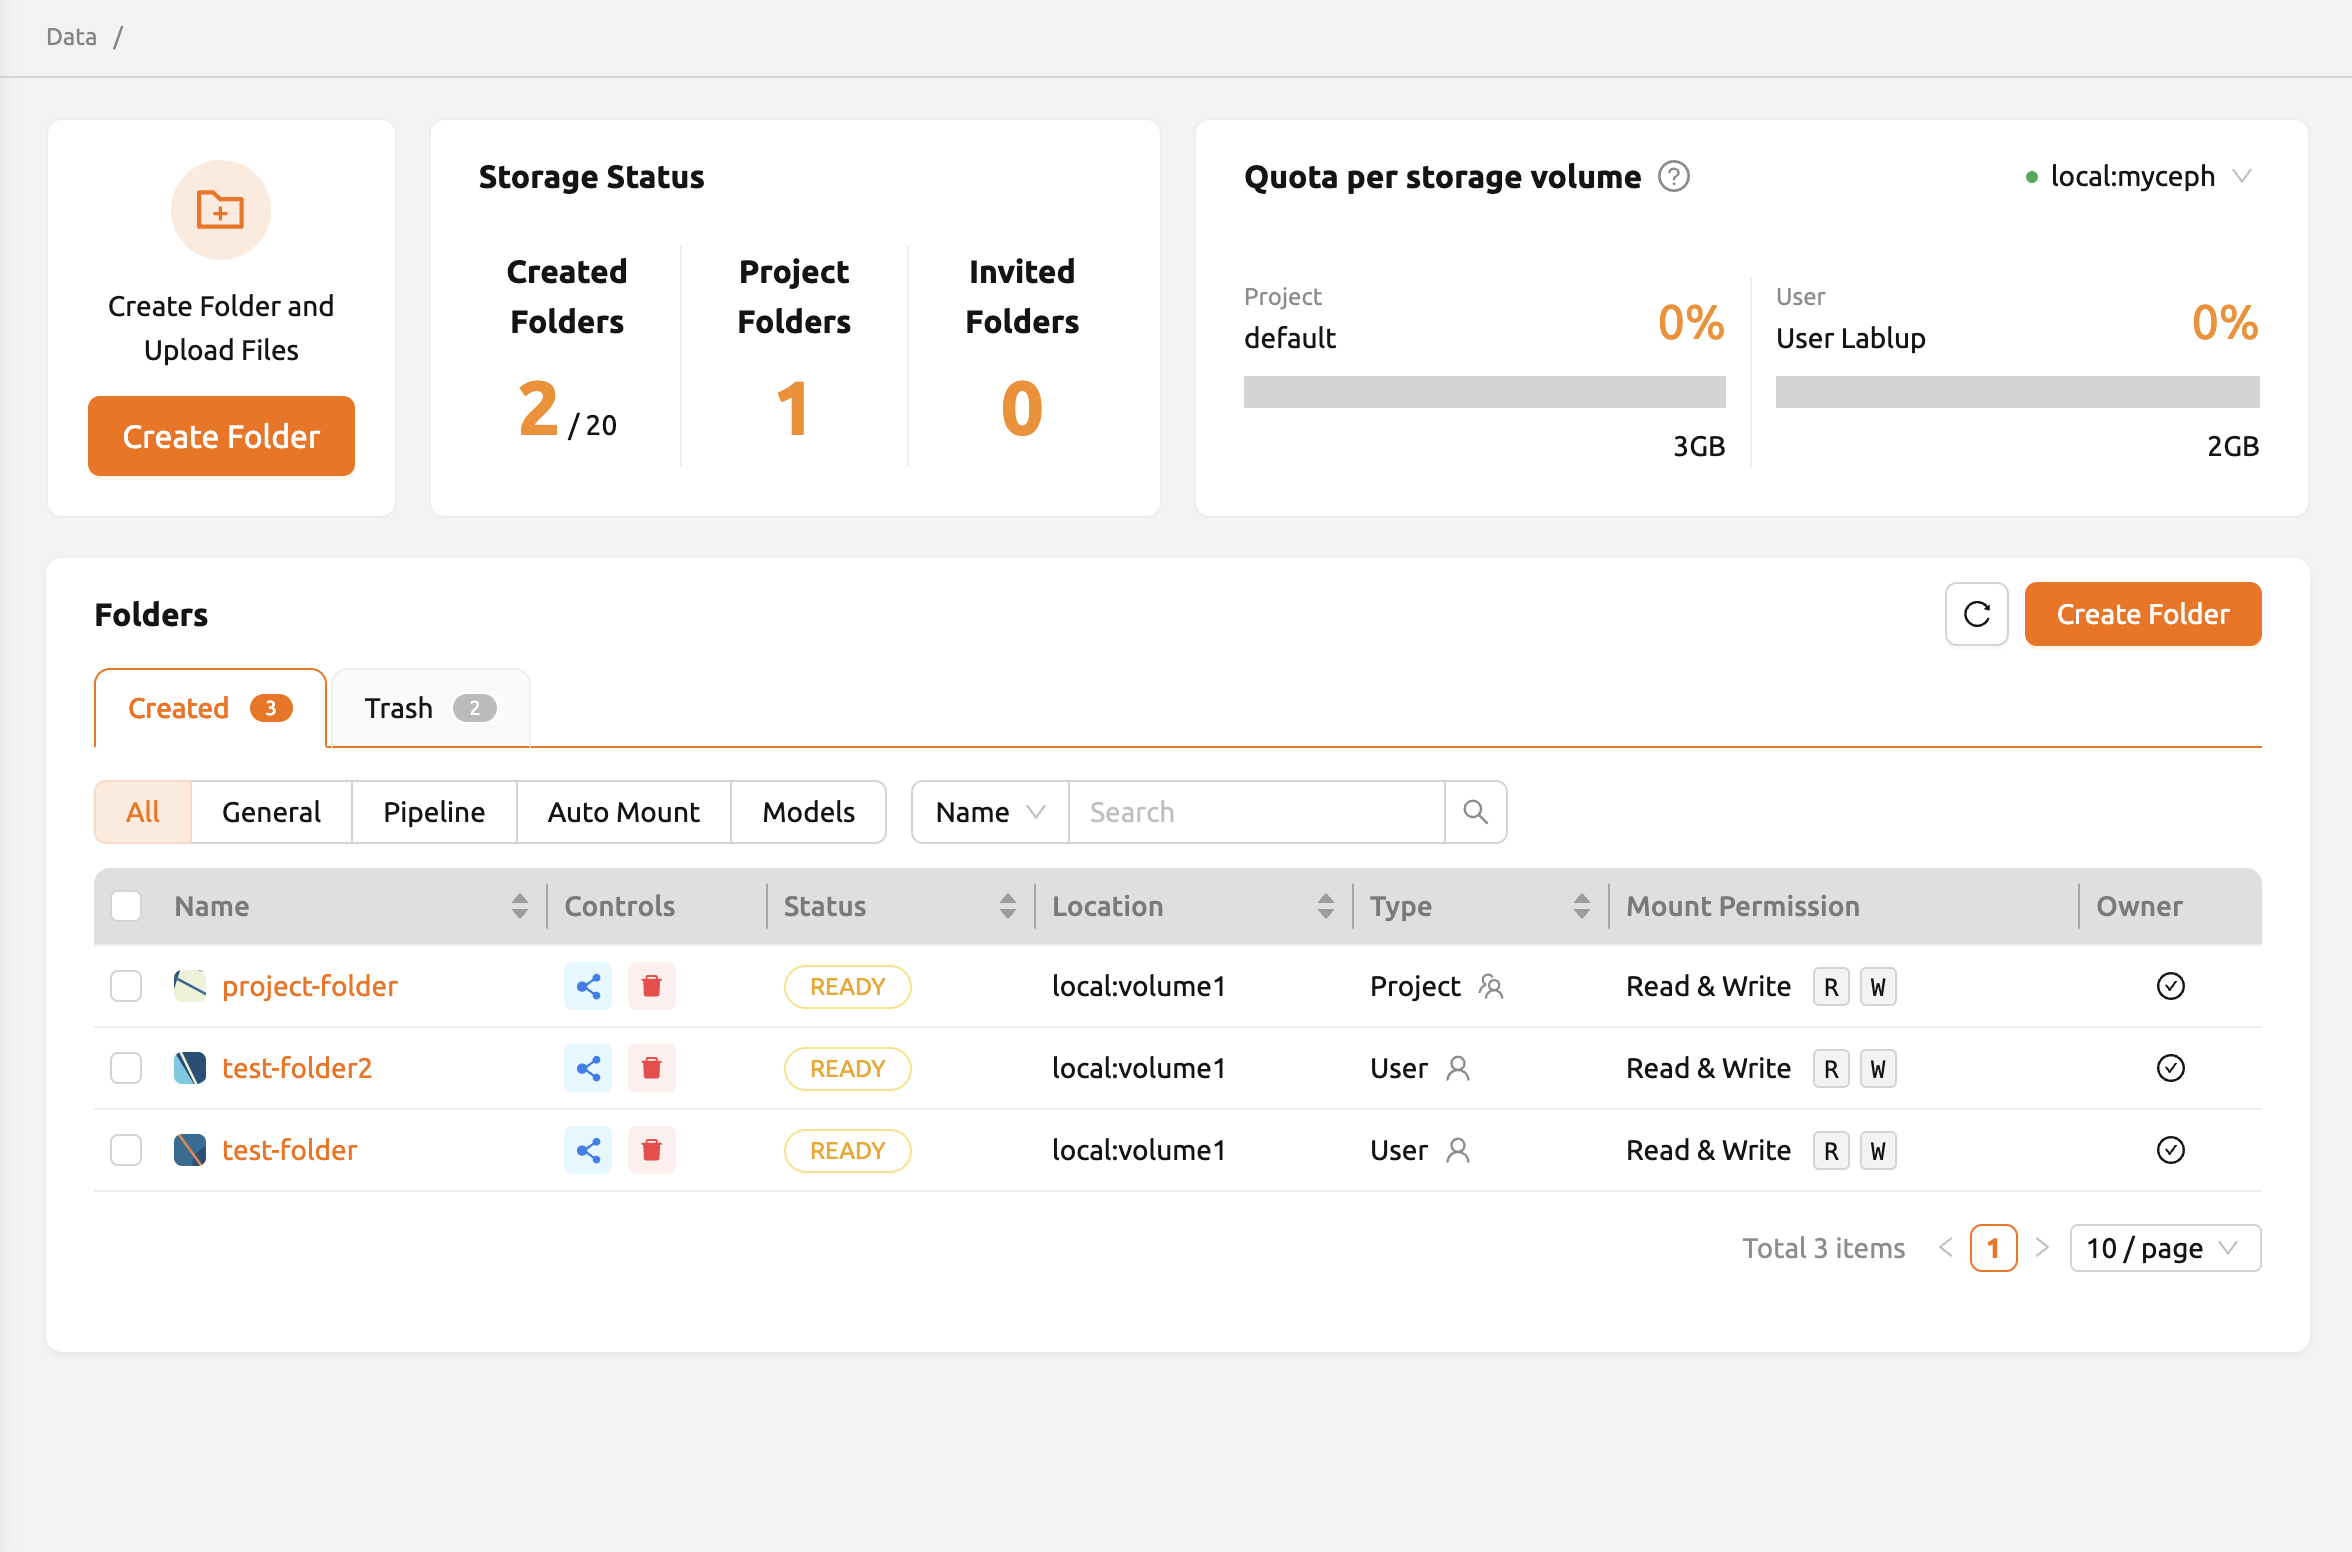 Data /
Create Folder and
Upload Files
Create Folder
Storage Status
Created
Folders
2 / 20
Project
Folders
1
Invited
Folders
0
Quota per storage volume
local:myceph
Project
default
0%
3GB
User
User Lablup
0%
2GB
Folders
Create Folder
Created 3
Trash 2
All General Pipeline Auto Mount Models Name Search
Name Controls Status Location Type Mount Permission Owner
project-folder READY local:volume1 Project Read & Write R W
test-folder2 READY local:volume1 User Read & Write R W
test-folder READY local:volume1 User Read & Write R W
Total 3 items < 1 > 10 / page